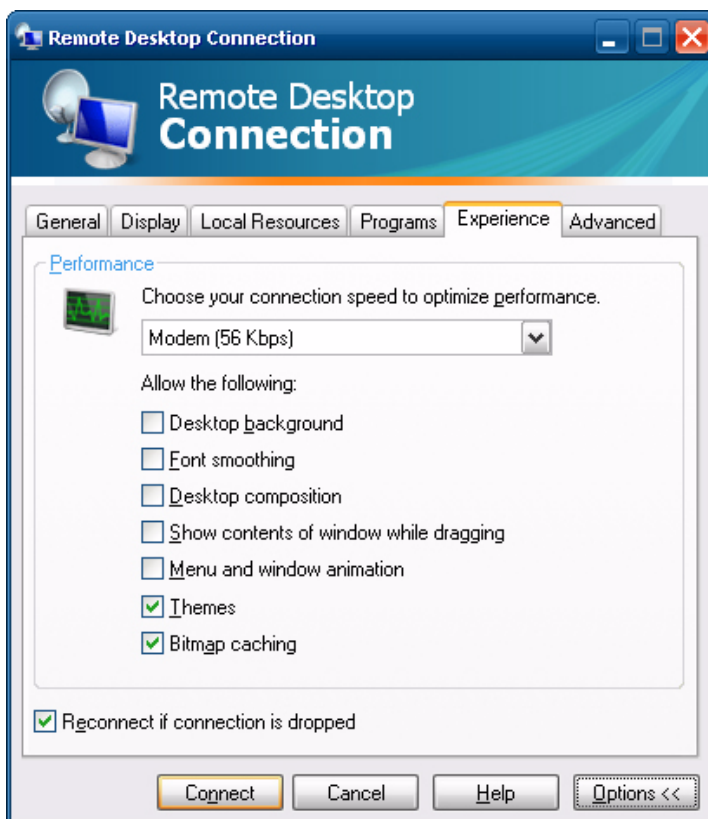 Remote Desktop Connection
Remote Desktop
Connection
General Display Local Resources Programs Experience Advanced
Performance
Choose your connection speed to optimize performance.
Modem (56 Kbps)
Allow the following:
Desktop background
Font smoothing
Desktop composition
Show contents of window while dragging
Menu and window animation
Themes
Bitmap caching
Reconnect if connection is dropped
Connect Cancel Help Options <<